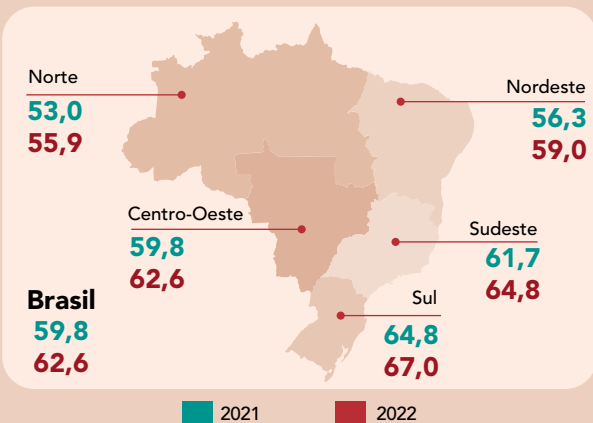 Norte
53,0
55,9
Nordeste
56,3
59,0
Centro-Oeste
59,8
62,6
Sudeste
61,7
64,8
Brasil
59,8
62,6
Sul
64,8
67,0
2021
2022